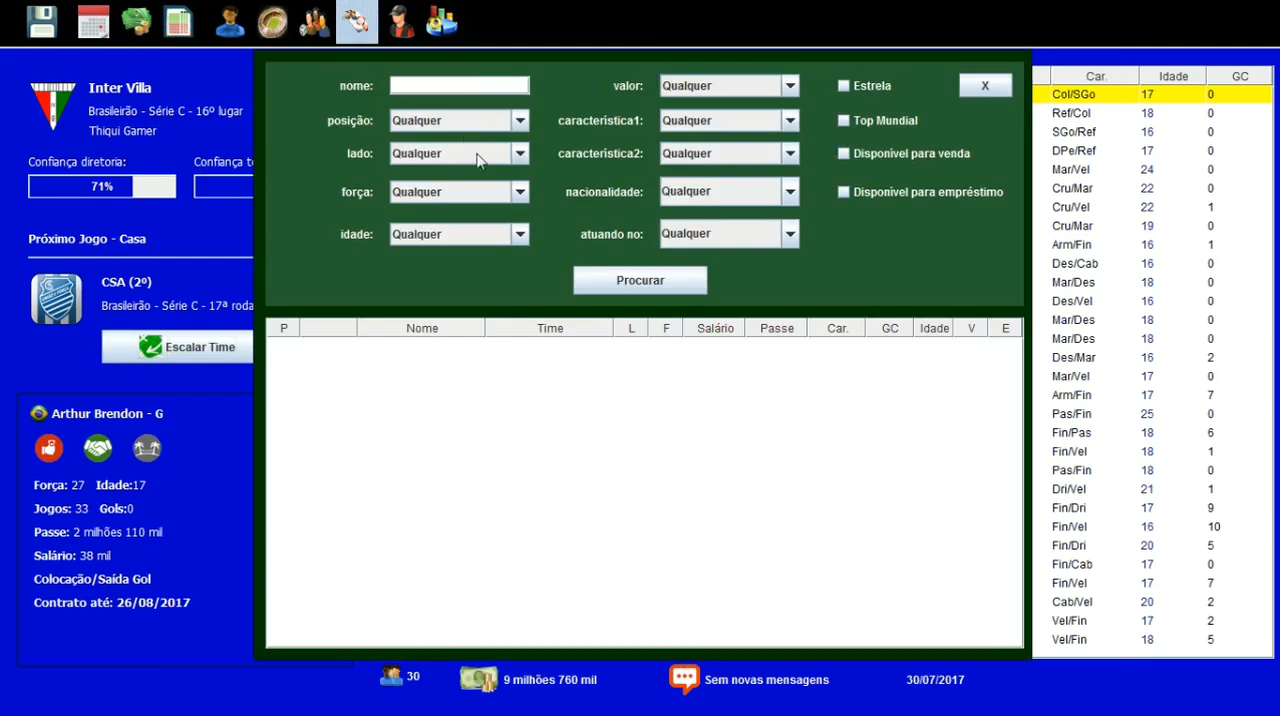 Inter Villa
Brasileirão - Série C - 16º lugar
Thiqui Gamer
Confiança diretoria:
Confiança t
71%
Próximo Jogo - Casa
CSA (2º)
Brasileirão - Série C - 17ª roda
Escalar Time
Arthur Brendon - G
Força: 27 Idade:17
Jogos: 33 Gols:0
Passe: 2 milhões 110 mil
Salário: 38 mil
Colocação/Saída Gol
Contrato até: 26/08/2017
nome:
valor: Qualquer
Estrela
X
posição: Qualquer
caracteristica1: Qualquer
Top Mundial
lado: Qualquer
caracteristica2: Qualquer
Disponivel para venda
força: Qualquer
nacionalidade: Qualquer
Disponivel para empréstimo
idade: Qualquer
atuando no: Qualquer
Procurar
P Nome Time L F Salário Passe Car. GC Idade V E
Car. Idade GC
Col/SGo 17 0
Ref/Col 18 0
SGo/Ref 16 0
DPe/Ref 17 0
Mar/Vel 24 0
Cru/Mar 22 0
Cru/Vel 22 1
Cru/Mar 19 0
Arm/Fin 16 1
Des/Cab 16 0
Mar/Des 18 0
Des/Vel 16 0
Mar/Des 18 0
Mar/Des 18 0
Des/Mar 16 2
Mar/Vel 17 0
Arm/Fin 17 7
Pas/Fin 25 0
Fin/Pas 18 6
Fin/Vel 18 1
Pas/Fin 18 0
Dri/Vel 21 1
Fin/Dri 17 9
Fin/Vel 16 10
Fin/Dri 20 5
Fin/Cab 17 0
Fin/Vel 17 7
Cab/Vel 20 2
Vel/Fin 17 2
Vel/Fin 18 5
30
9 milhões 760 mil
Sem novas mensagens
30/07/2017